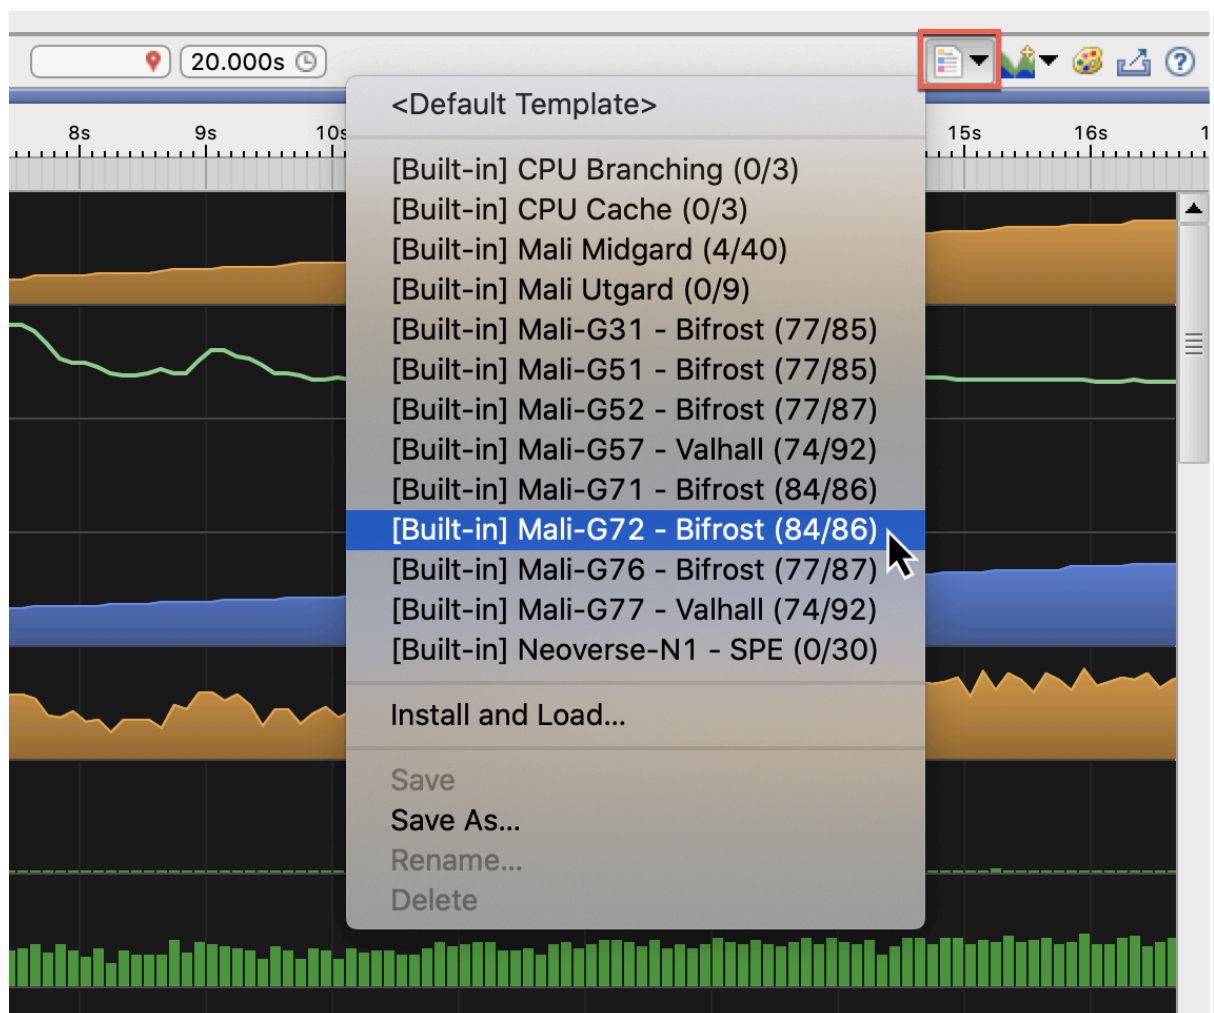 20.000s
<Default Template>
8s 9s 10s 15s 16s 1
[Built-in] CPU Branching (0/3)
[Built-in] CPU Cache (0/3)
[Built-in] Mali Midgard (4/40)
[Built-in] Mali Utgard (0/9)
[Built-in] Mali-G31 - Bifrost (77/85)
[Built-in] Mali-G51 - Bifrost (77/85)
[Built-in] Mali-G52 - Bifrost (77/87)
[Built-in] Mali-G57 - Valhall (74/92)
[Built-in] Mali-G71 - Bifrost (84/86)
[Built-in] Mali-G72 - Bifrost (84/86)
[Built-in] Mali-G76 - Bifrost (77/87)
[Built-in] Mali-G77 - Valhall (74/92)
[Built-in] Neoverse-N1 - SPE (0/30)
Install and Load...
Save
Save As...
Rename...
Delete